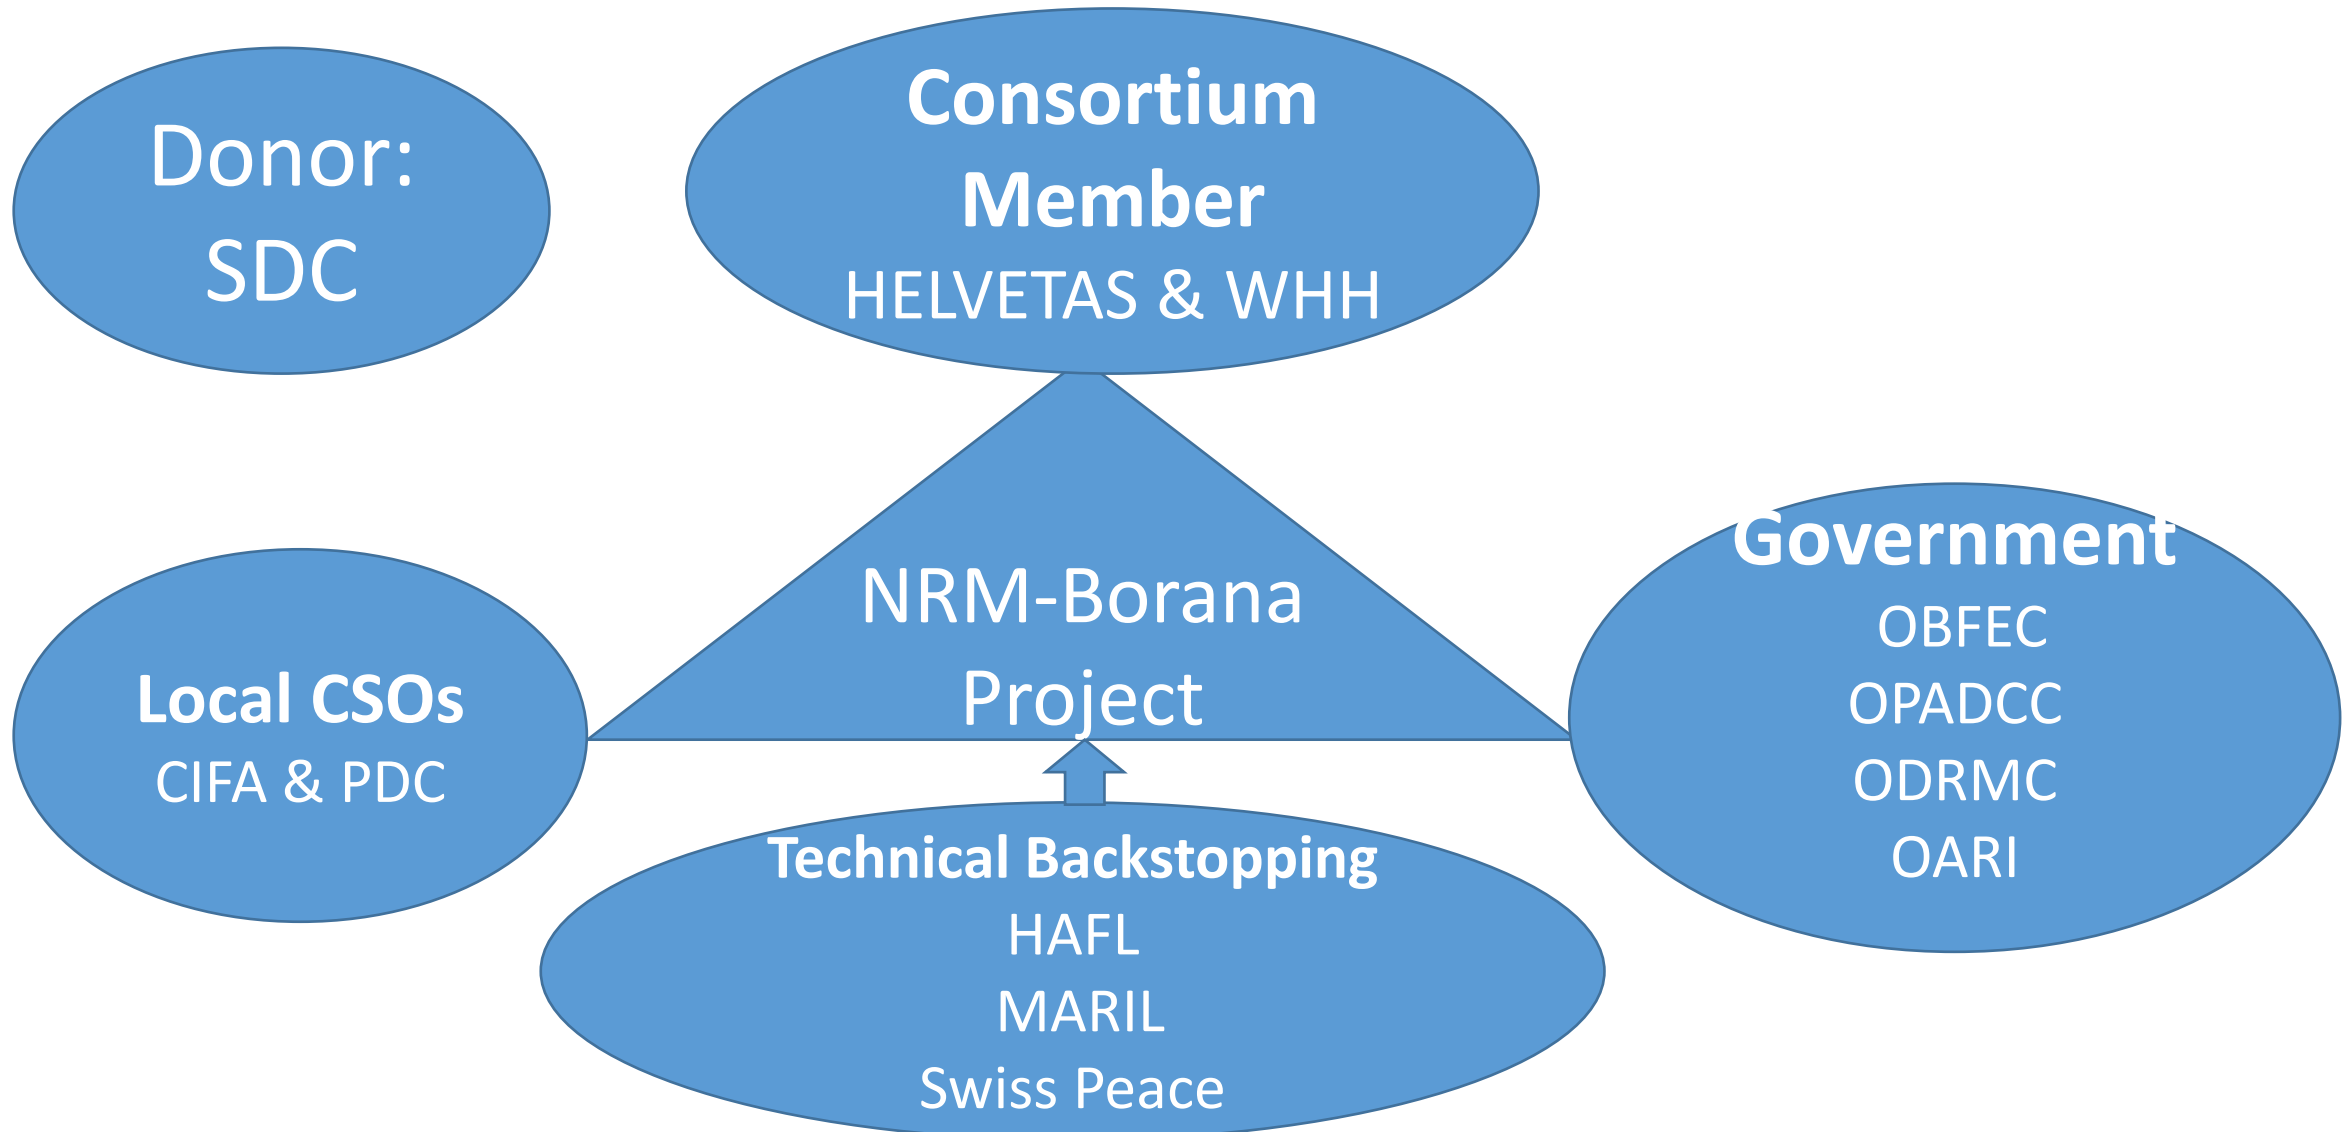 Donor:
SDC
Consortium
Member
HELVETAS & WHH
NRM-Borana
Project
Local CSOs
CIFA & PDC
Government
OBFEC
OPADCC
ODRMC
OARI
Technical Backstopping
HAFL
MARIL
Swiss Peace